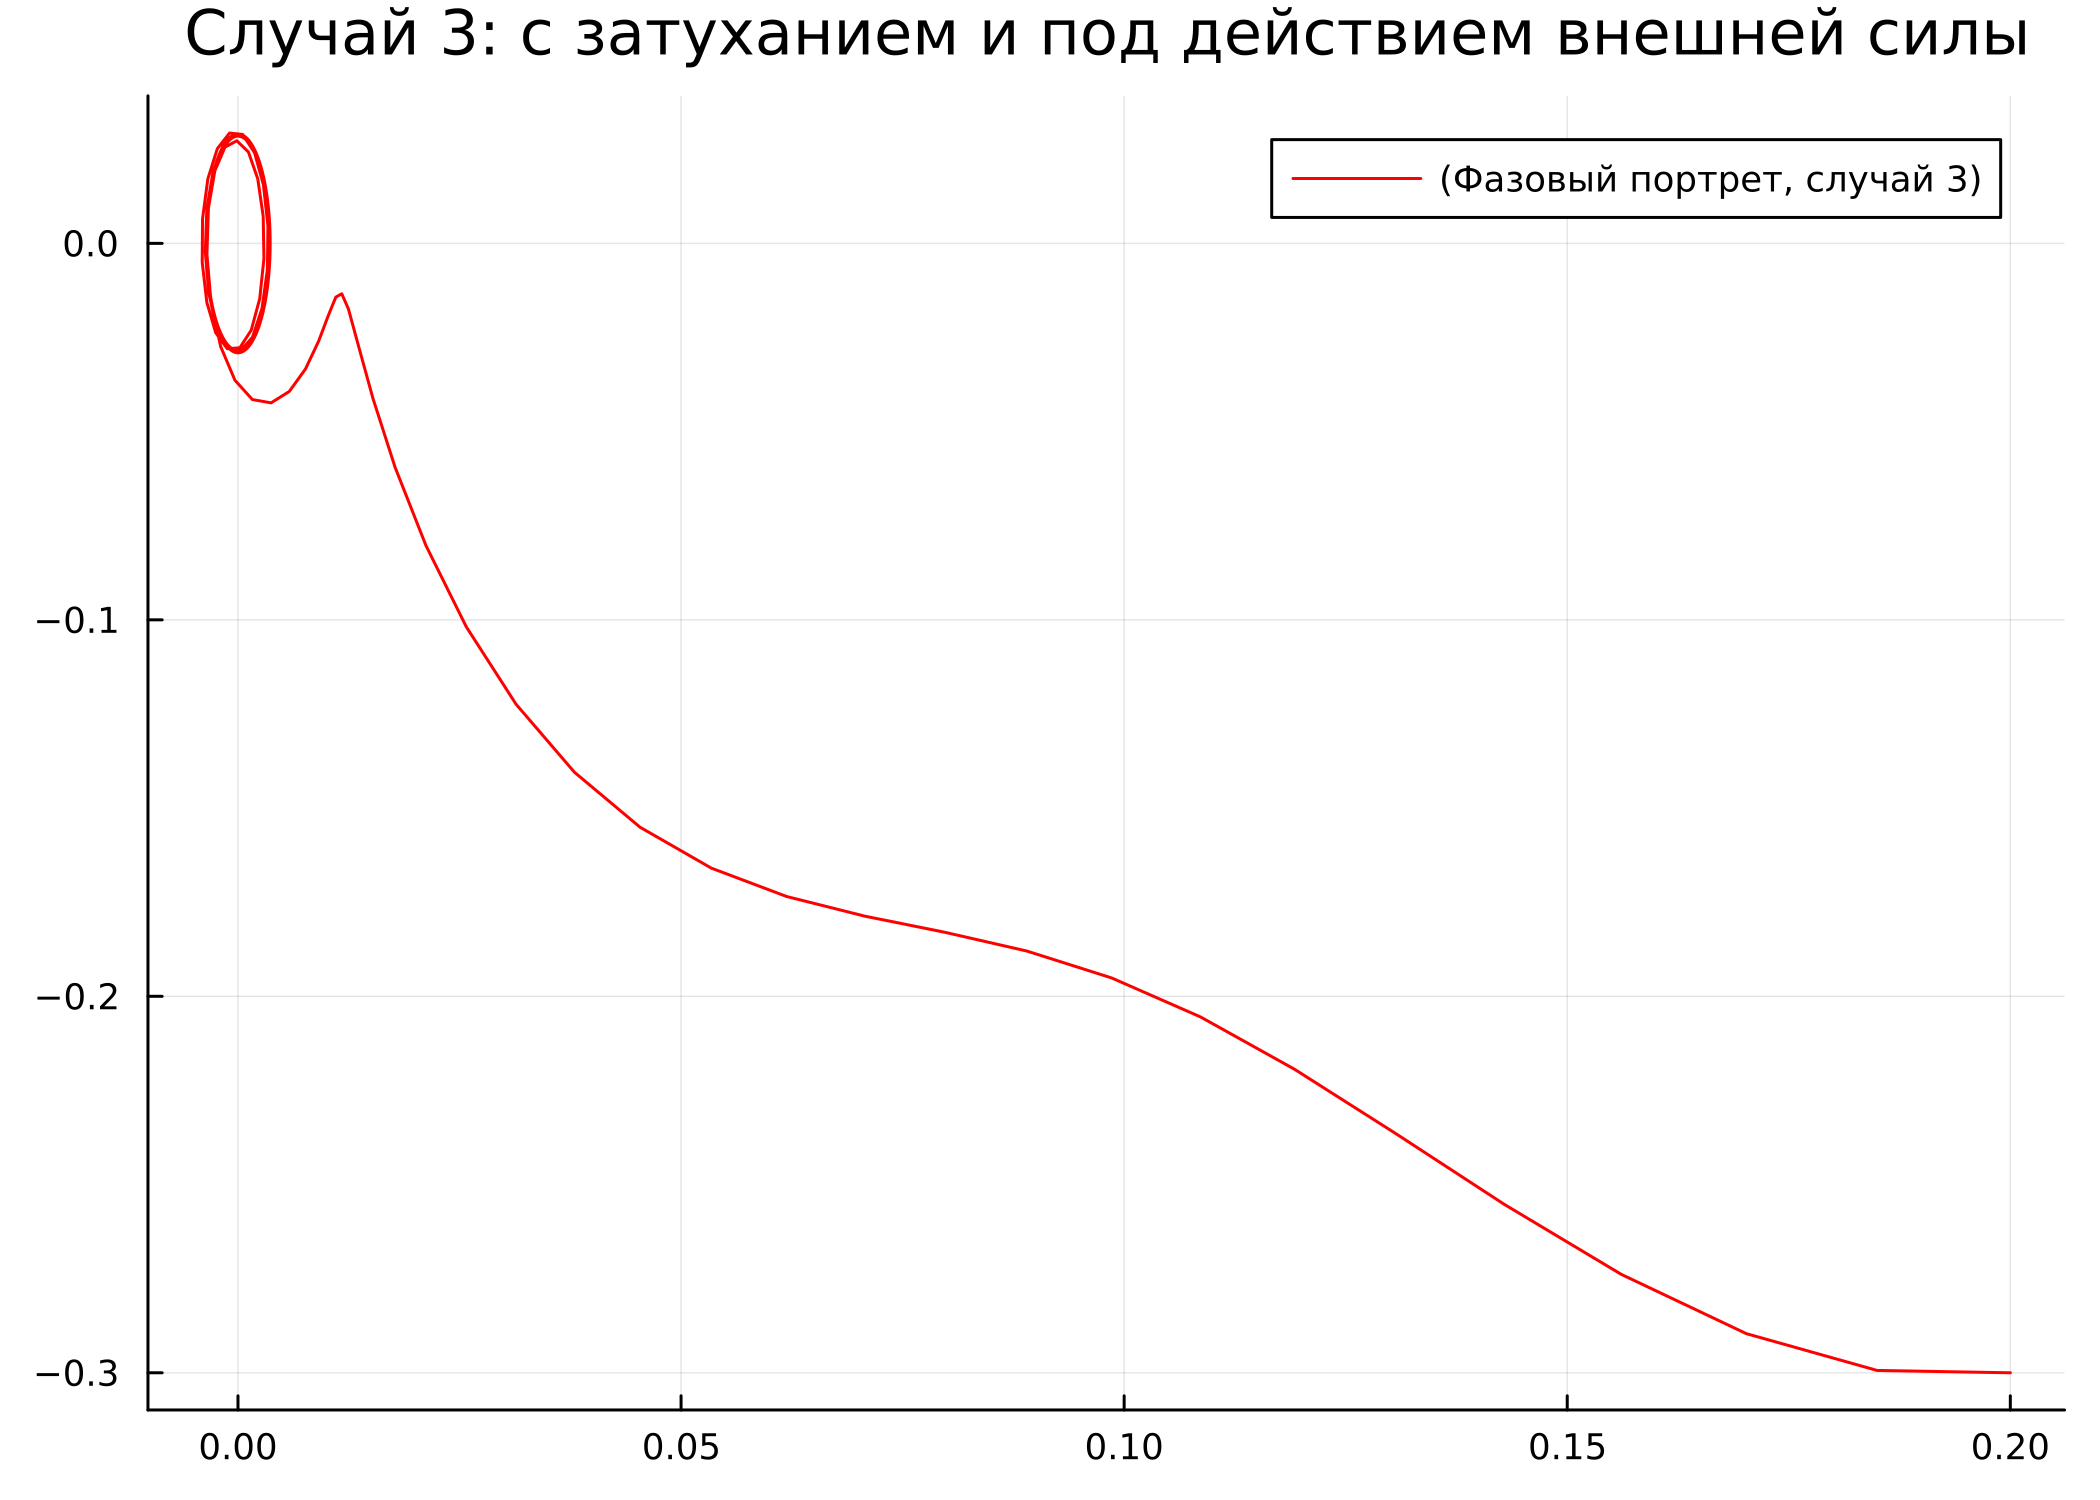 Случай 3: с затуханием и под действием внешней силы
(Фазовый портрет, случай 3)
0.0
−0.1
−0.2
−0.3
0.00 0.05 0.10 0.15 0.20